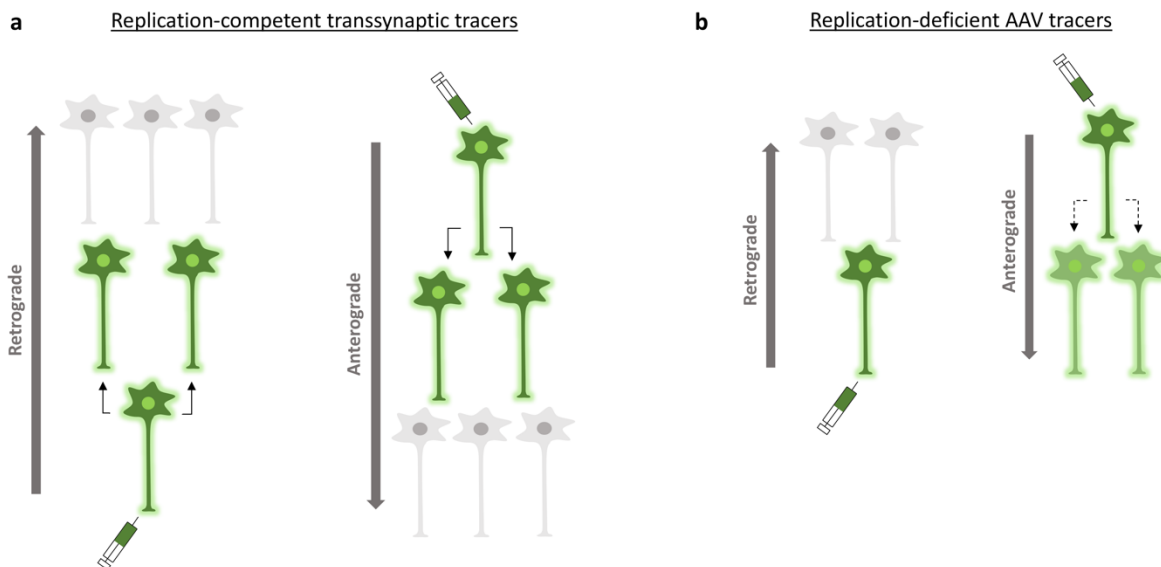 a
Replication-competent transsynaptic tracers
b
Replication-deficient AAV tracers
Retrograde
Anterograde
Retrograde
Anterograde